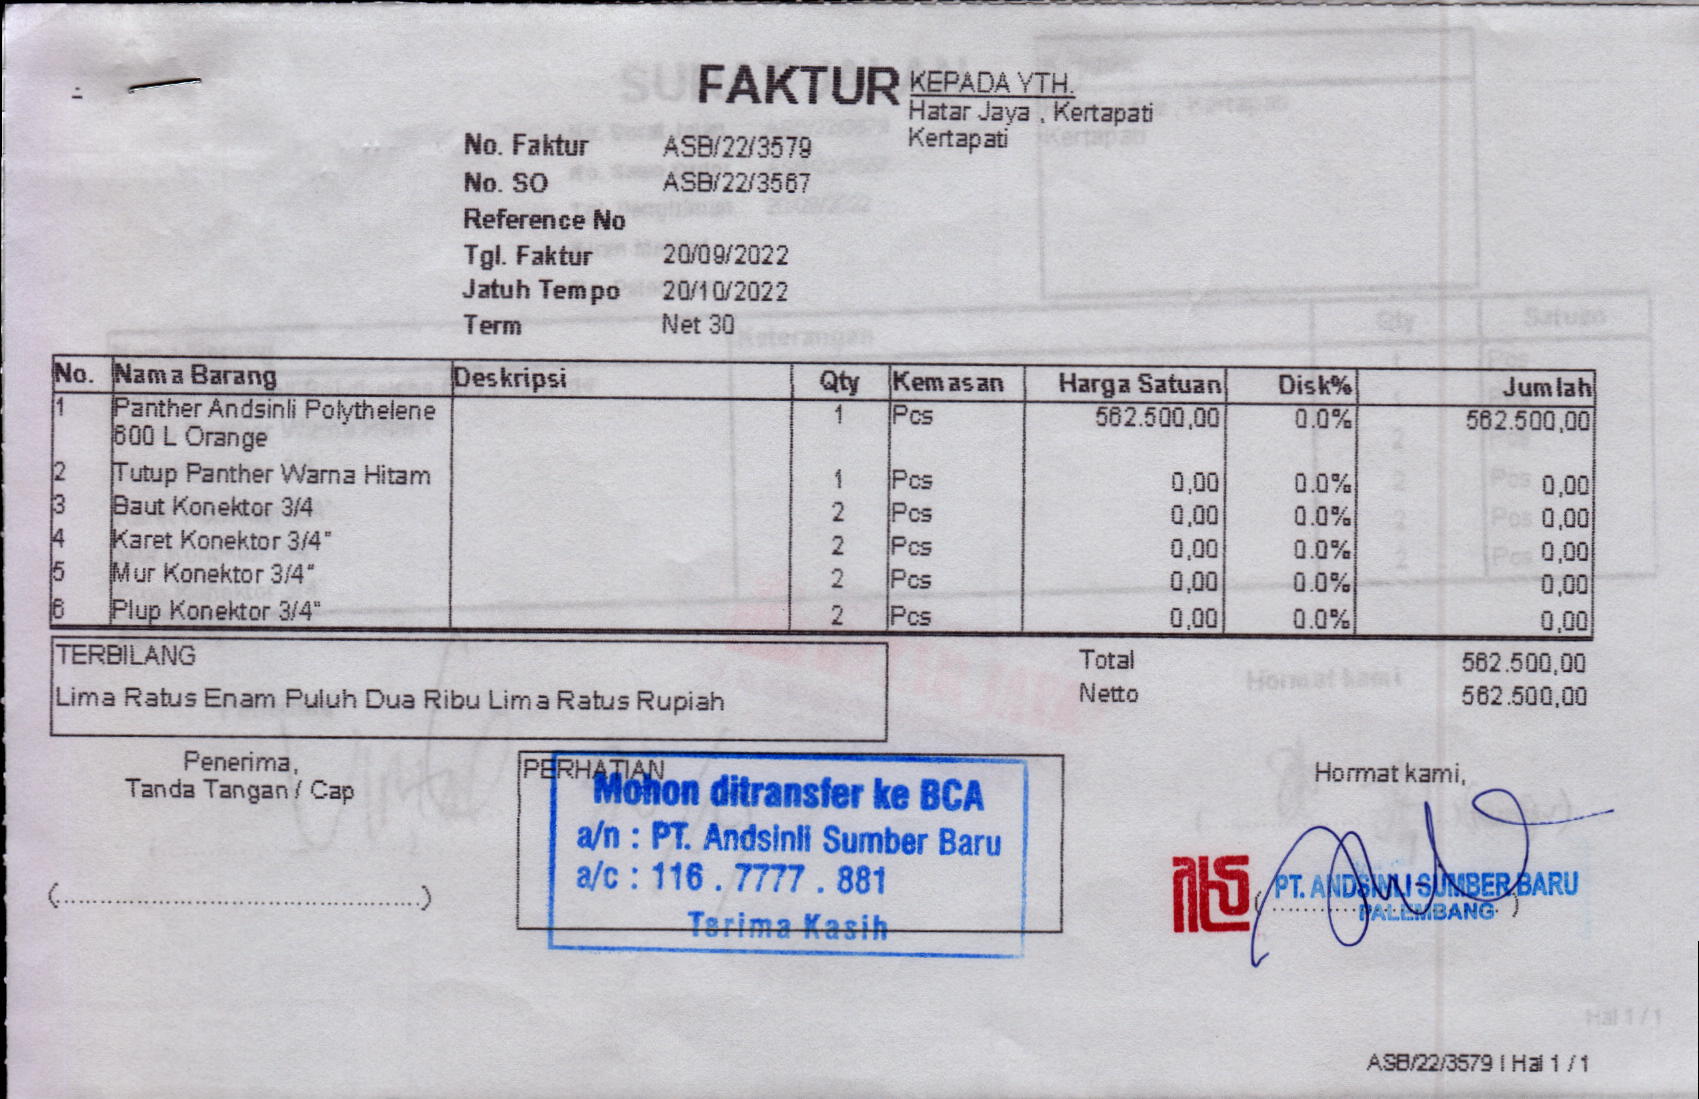 FAKTUR
KEPADA YTH.
Hatar Jaya , Kertapati
Kertapati
No. Faktur ASB/22/3579
No. SO ASB/22/3567
Reference No
Tgl. Faktur 20/09/2022
Jatuh Tempo 20/10/2022
Term Net 30
No. Nama Barang Deskripsi Qty Kemasan Harga Satuan Disk% Jumlah
1 Panther Andsinli Polythelene 1 Pcs 562.500,00 0.0% 562.500,00
600 L Orange
2 Tutup Panther Warna Hitam 1 Pcs 0,00 0.0% 0,00
3 Baut Konektor 3/4 2 Pcs 0,00 0.0% 0,00
4 Karet Konektor 3/4" 2 Pcs 0,00 0.0% 0,00
5 Mur Konektor 3/4" 2 Pcs 0,00 0.0% 0,00
6 Plup Konektor 3/4" 2 Pcs 0,00 0.0% 0,00
TERBILANG
Lima Ratus Enam Puluh Dua Ribu Lima Ratus Rupiah
Total 562.500,00
Netto 562.500,00
Penerima,
Tanda Tangan / Cap
(..................................................)
PERHATIAN
Mohon ditransfer ke BCA
a/n : PT. Andsinli Sumber Baru
a/c : 116 . 7777 . 881
Terima Kasih
Hormat kami,
PT. ANDSINLI SUMBER BARU
PALEMBANG
ASB/22/3579 | Hal 1 / 1